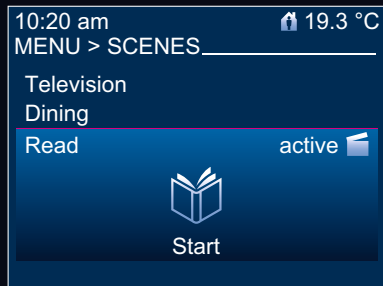 10:20 am 19.3 °C
MENU > SCENES
Television
Dining
Read active
Start